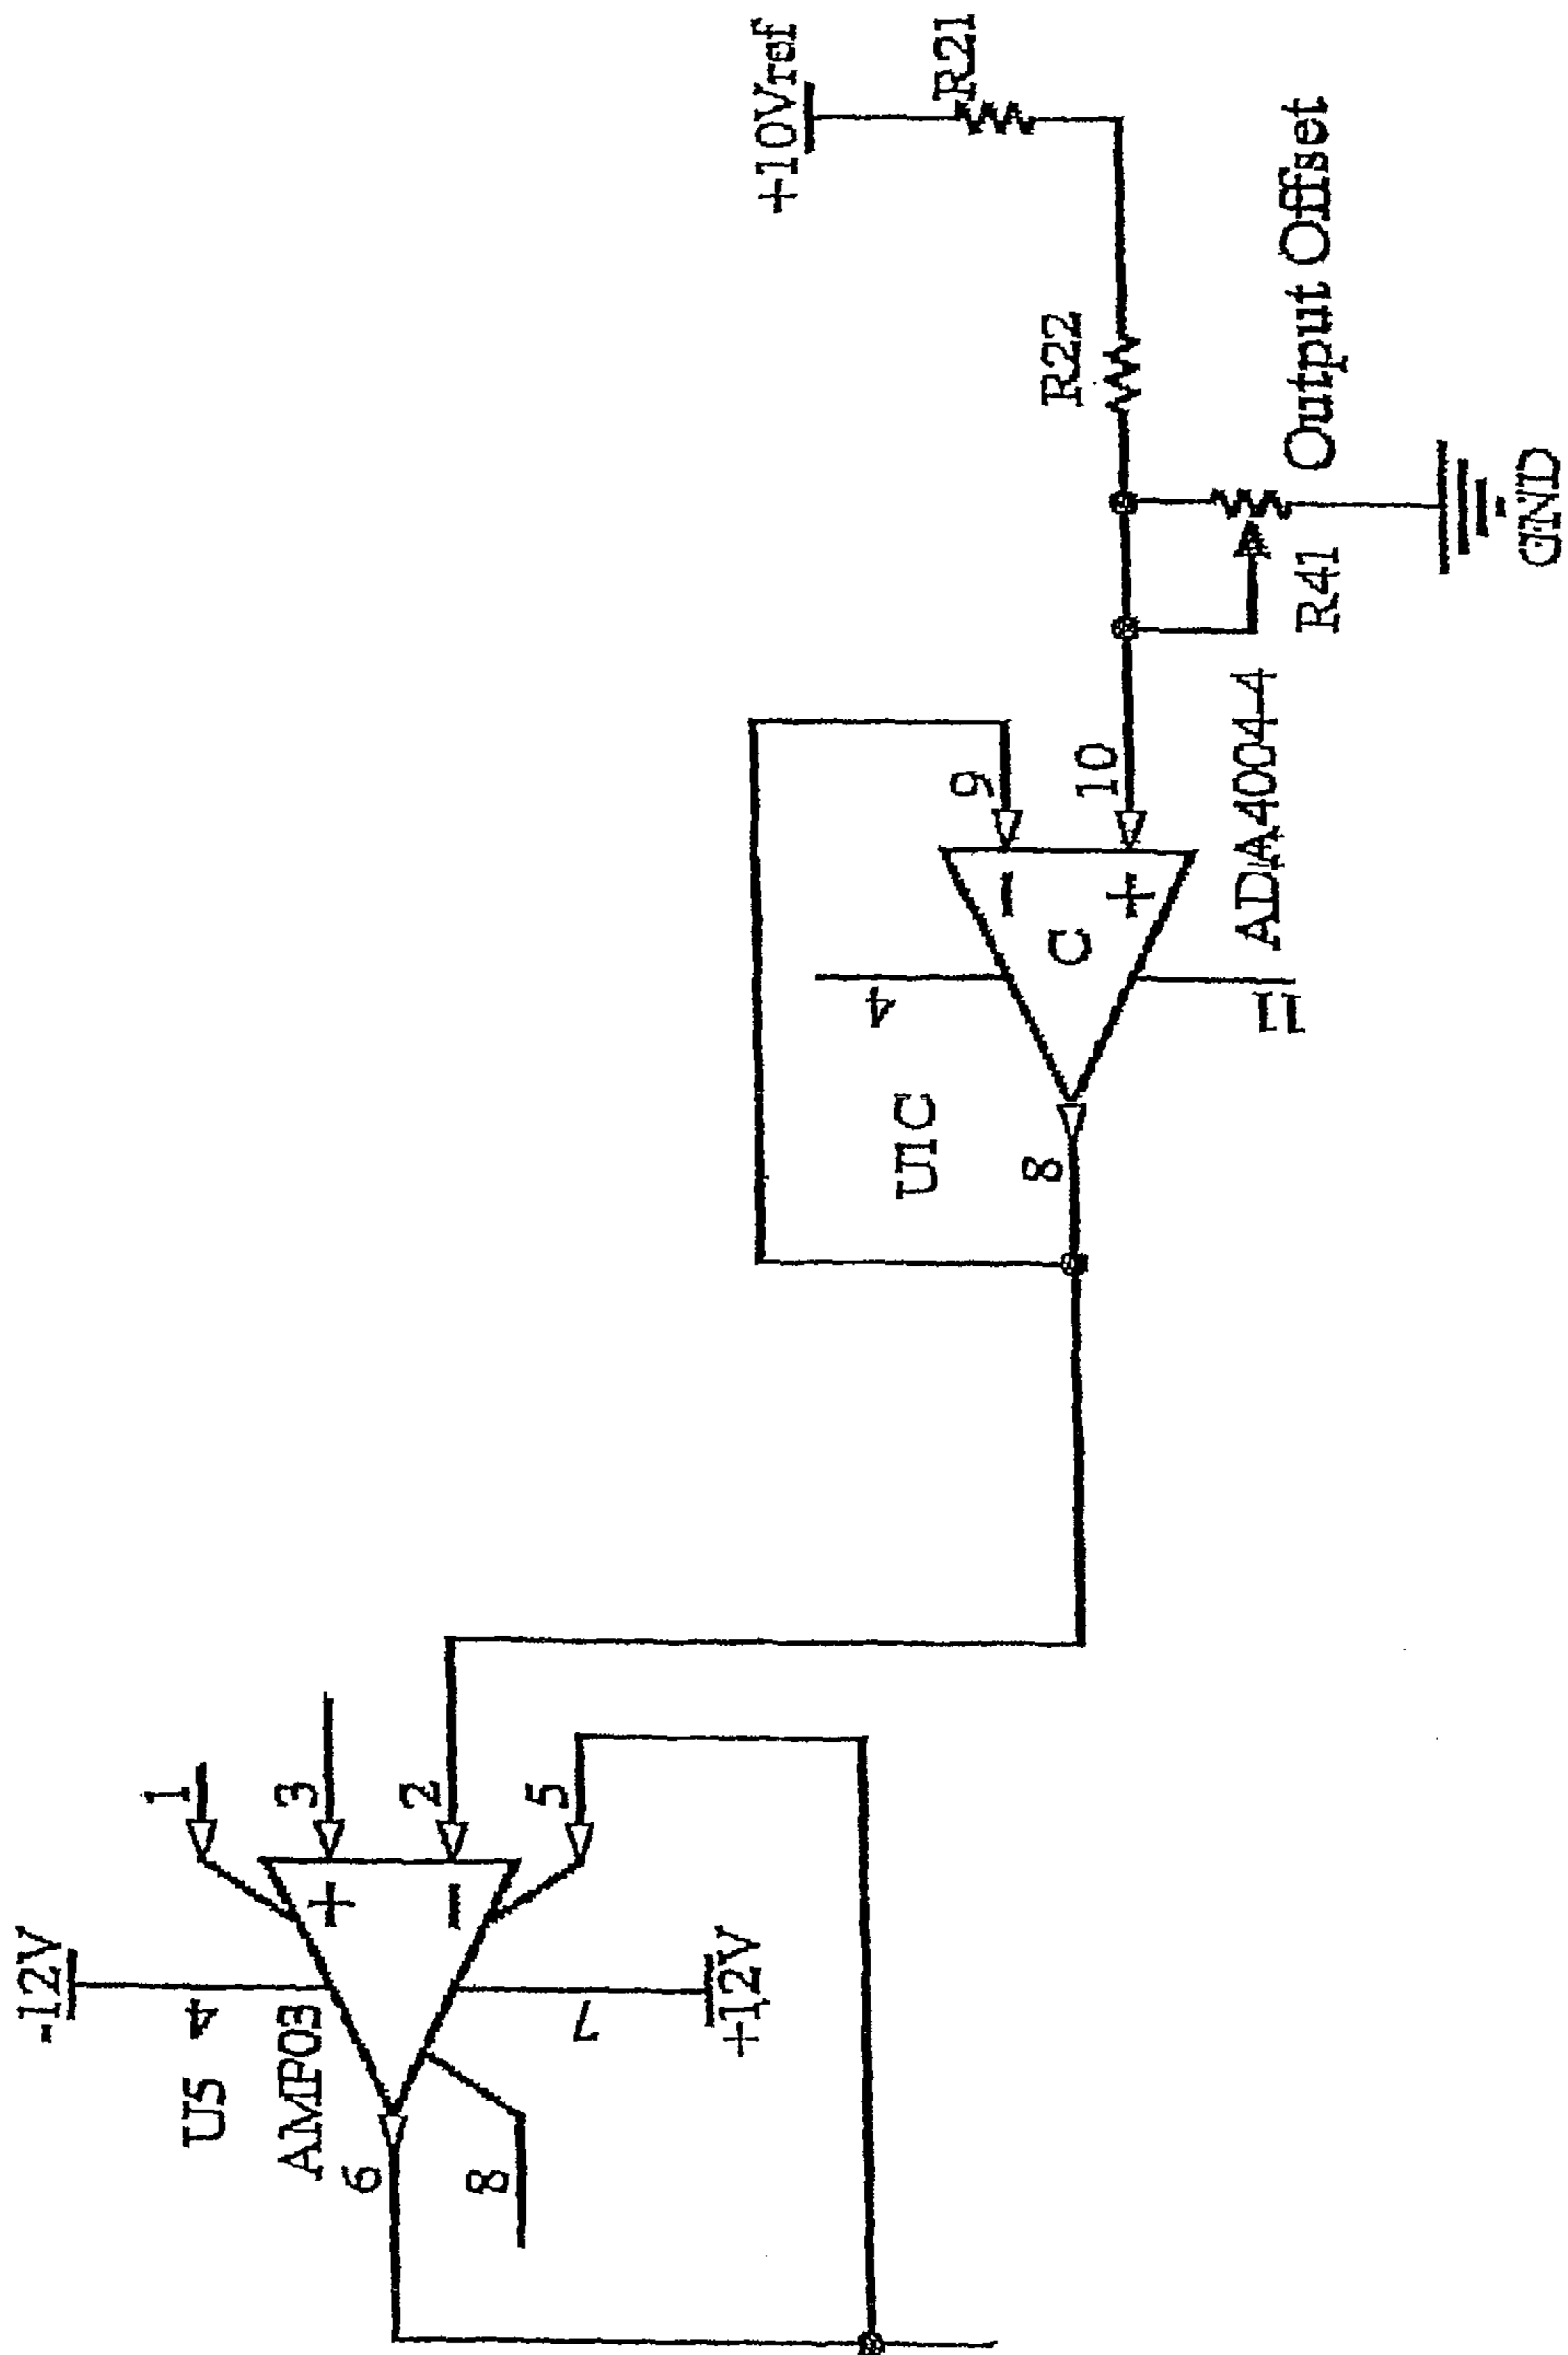 +10Vref
R21
R22
Output Offset
R41
GND
9
10
ADA4004-4
C
-
+
4
11
U1C
8
1
3
2
5
+
-
-12V
4
7
+12V
U5
AMP03
6
8